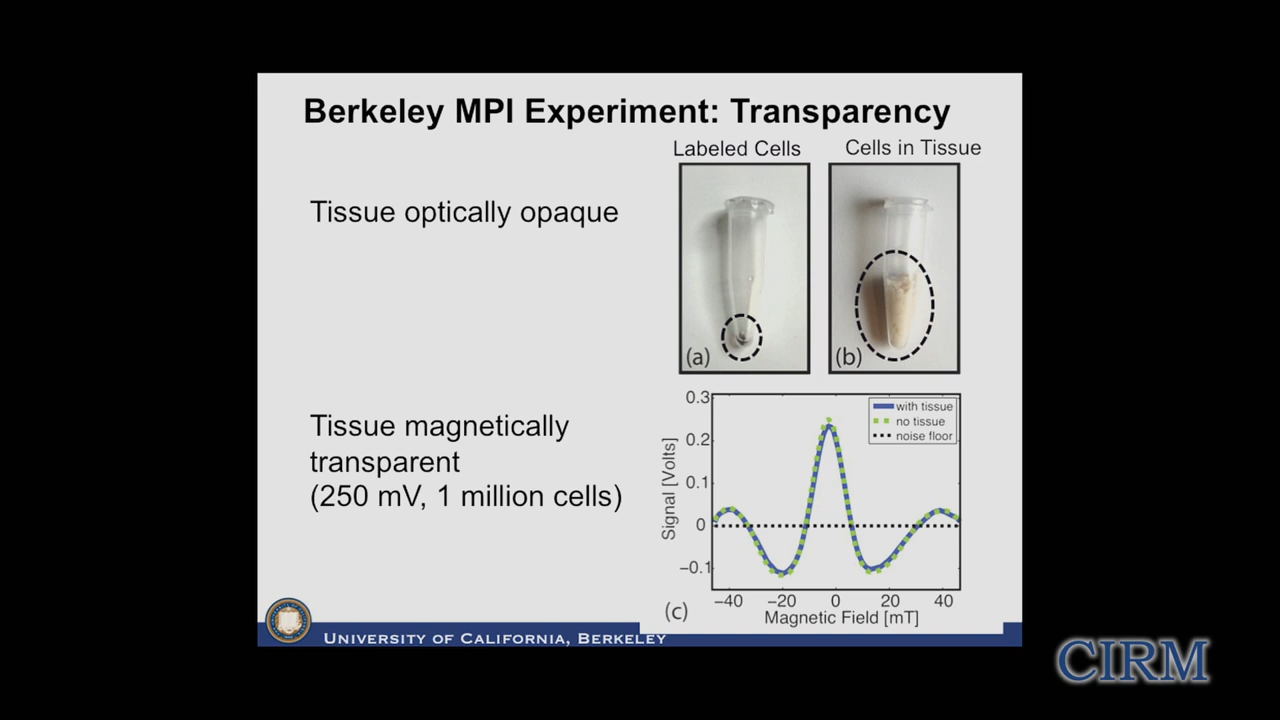 Berkeley MPI Experiment: Transparency
Labeled Cells
Cells in Tissue
Tissue optically opaque
(a)
(b)
Tissue magnetically
transparent
(250 mV, 1 million cells)
with tissue
no tissue
noise floor
Signal [Volts]
0.3
0.2
0.1
0
−0.1
−40 −20 0 20 40
Magnetic Field [mT]
(c)
UNIVERSITY OF CALIFORNIA, BERKELEY
CIRM